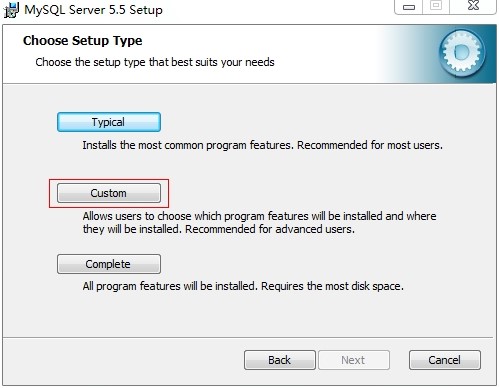 MySQL Server 5.5 Setup
Choose Setup Type
Choose the setup type that best suits your needs
Typical
Installs the most common program features. Recommended for most users.
Custom
Allows users to choose which program features will be installed and where
they will be installed. Recommended for advanced users.
Complete
All program features will be installed. Requires the most disk space.
Back Next Cancel